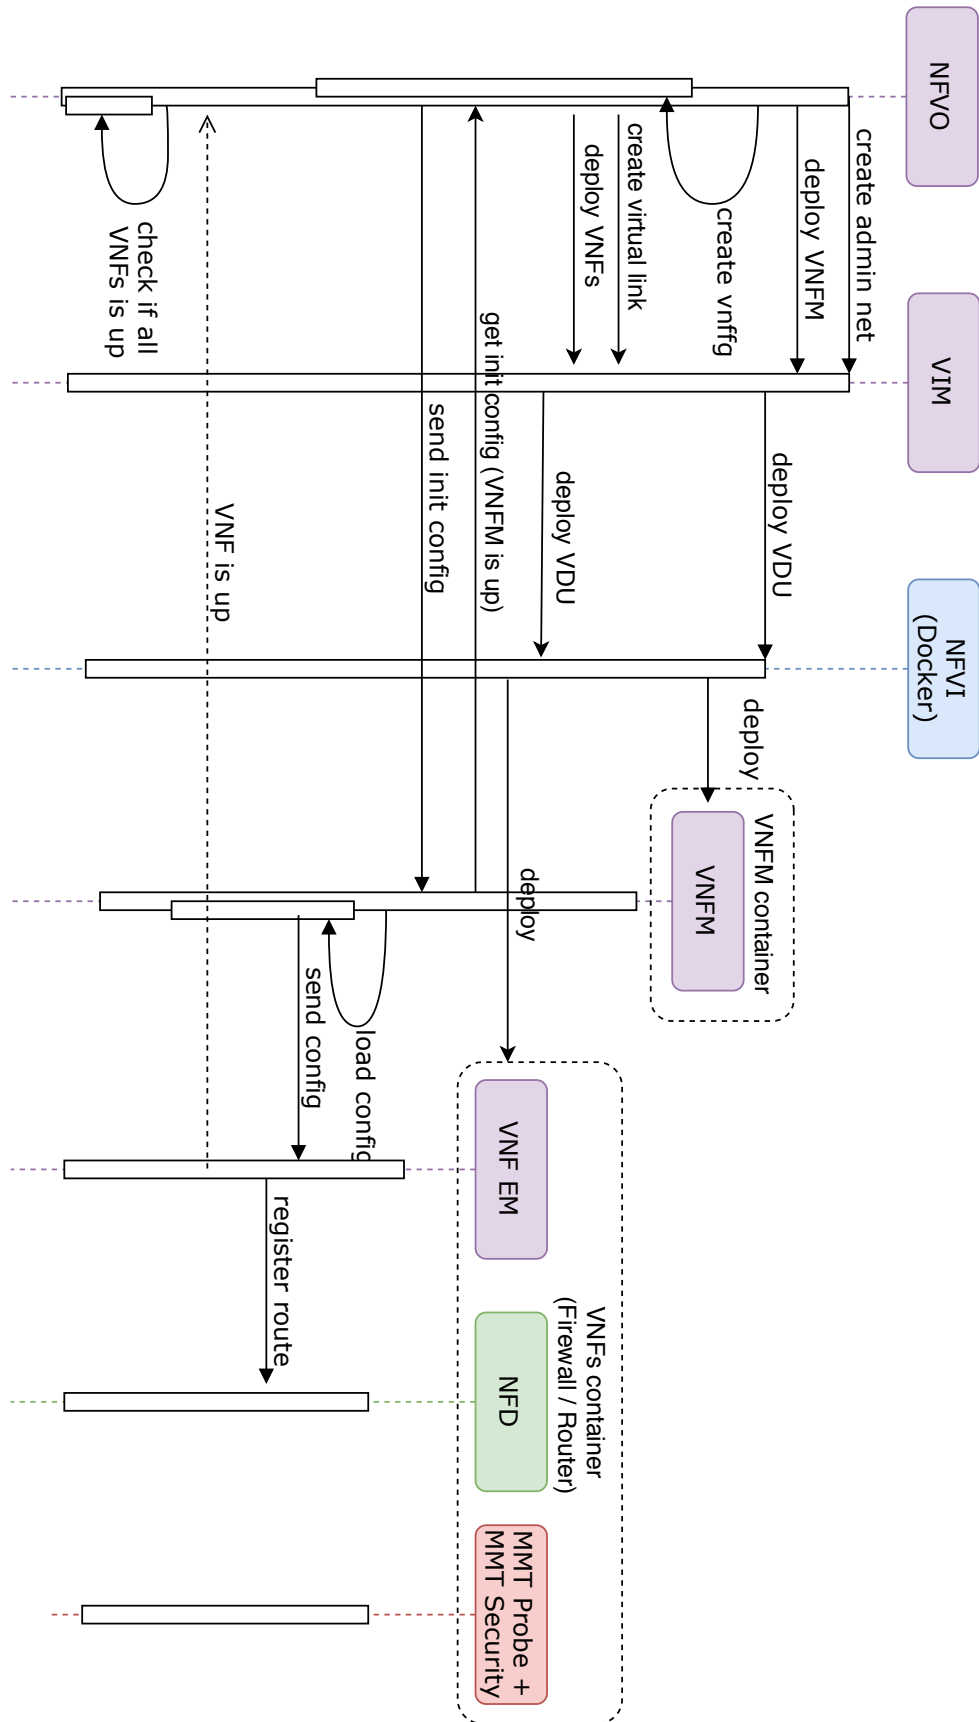 NFVO
VIM
NFVI
(Docker)
create admin net
deploy VNFM
deploy VDU
deploy
VNFM container
VNFM
create vnffg
create virtual link
deploy VNFs
deploy VDU
deploy
VNFs container
(Firewall / Router)
VNF EM
NFD
MMT Probe +
MMT Security
get init config (VNFM is up)
send init config
load config
send config
register route
VNF is up
check if all
VNFs is up